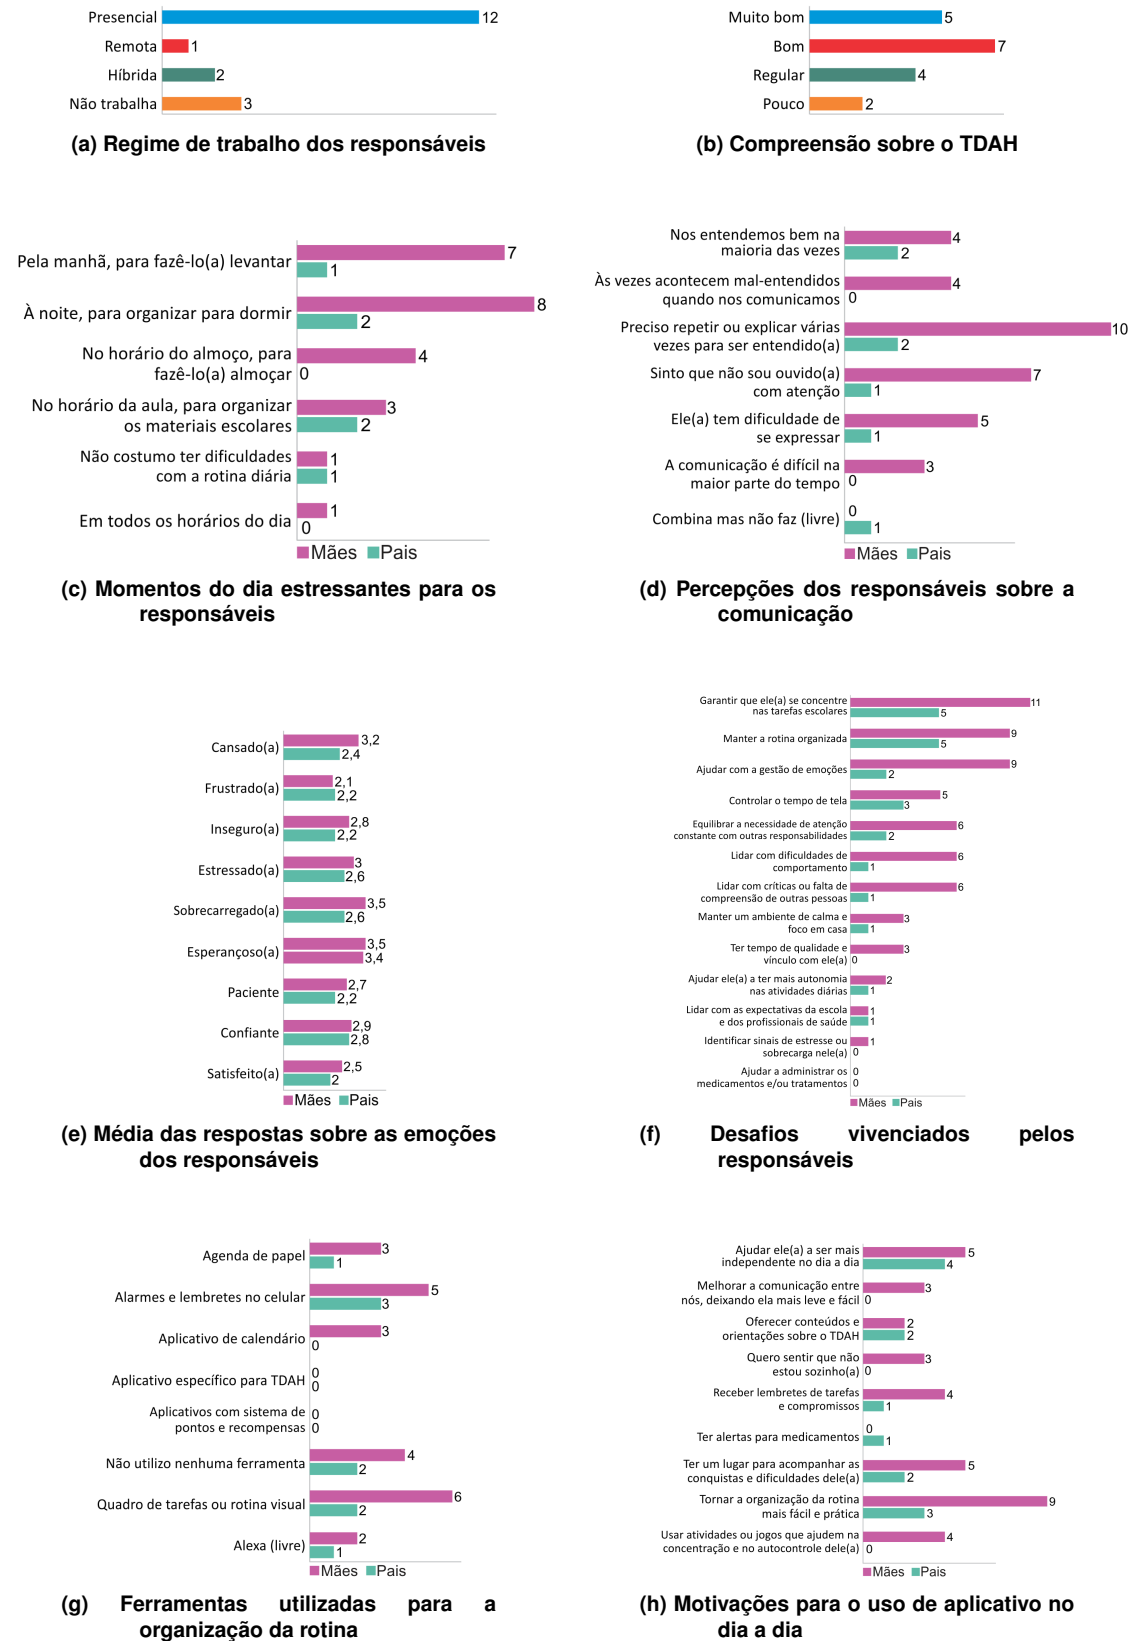 Presencial 12
Remota 1
Híbrida 2
Não trabalha 3
(a) Regime de trabalho dos responsáveis
Muito bom 5
Bom 7
Regular 4
Pouco 2
(b) Compreensão sobre o TDAH
Pela manhã, para fazê-lo(a) levantar 7
1
À noite, para organizar para dormir 8
2
No horário do almoço, para 4
fazê-lo(a) almoçar 0
No horário da aula, para organizar 3
os materiais escolares 2
Não costumo ter dificuldades 1
com a rotina diária 1
Em todos os horários do dia 1
0
Mães Pais
(c) Momentos do dia estressantes para os
responsáveis
Nos entendemos bem na 4
maioria das vezes 2
Às vezes acontecem mal-entendidos 4
quando nos comunicamos 0
Preciso repetir ou explicar várias 10
vezes para ser entendido(a) 2
Sinto que não sou ouvido(a) 7
com atenção 1
Ele(a) tem dificuldade de 5
se expressar 1
A comunicação é difícil na 3
maior parte do tempo 0
Combina mas não faz (livre) 0
1
Mães Pais
(d) Percepções dos responsáveis sobre a
comunicação
Cansado(a) 3,2
2,4
Frustrado(a) 2,1
2,2
Inseguro(a) 2,8
2,2
Estressado(a) 3
2,6
Sobrecarregado(a) 3,5
2,6
Esperançoso(a) 3,5
3,4
Paciente 2,7
2,2
Confiante 2,9
2,8
Satisfeito(a) 2,5
2
Mães Pais
(e) Média das respostas sobre as emoções
dos responsáveis
Garantir que ele(a) se concentre 11
nas tarefas escolares 5
Manter a rotina organizada 9
5
Ajudar com a gestão de emoções 9
2
Controlar o tempo de tela 5
3
Equilibrar a necessidade de atenção 6
constante com outras responsabilidades 2
Lidar com dificuldades de 6
comportamento 1
Lidar com críticas ou falta de 6
compreensão de outras pessoas 1
Manter um ambiente de calma e 3
foco em casa 1
Ter tempo de qualidade e 3
vínculo com ele(a) 0
Ajudar ele(a) a ter mais autonomia 2
nas atividades diárias 1
Lidar com as expectativas da escola 1
e dos profissionais de saúde 1
Identificar sinais de estresse ou 1
sobrecarga nele(a) 0
Ajudar a administrar os 0
medicamentos e/ou tratamentos 0
Mães Pais
(f) Desafios vivenciados pelos
responsáveis
Agenda de papel 3
1
Alarmes e lembretes no celular 5
3
Aplicativo de calendário 3
0
Aplicativo específico para TDAH 0
0
Aplicativos com sistema de 0
pontos e recompensas 0
Não utilizo nenhuma ferramenta 4
2
Quadro de tarefas ou rotina visual 6
2
Alexa (livre) 2
1
Mães Pais
(g) Ferramentas utilizadas para a
organização da rotina
Ajudar ele(a) a ser mais 5
independente no dia a dia 4
Melhorar a comunicação entre 3
nós, deixando ela mais leve e fácil 0
Oferecer conteúdos e 2
orientações sobre o TDAH 2
Quero sentir que não 3
estou sozinho(a) 0
Receber lembretes de tarefas 4
e compromissos 1
Ter alertas para medicamentos 0
1
Ter um lugar para acompanhar as 5
conquistas e dificuldades dele(a) 2
Tornar a organização da rotina 9
mais fácil e prática 3
Usar atividades ou jogos que ajudem na 4
concentração e no autocontrole dele(a) 0
Mães Pais
(h) Motivações para o uso de aplicativo no
dia a dia